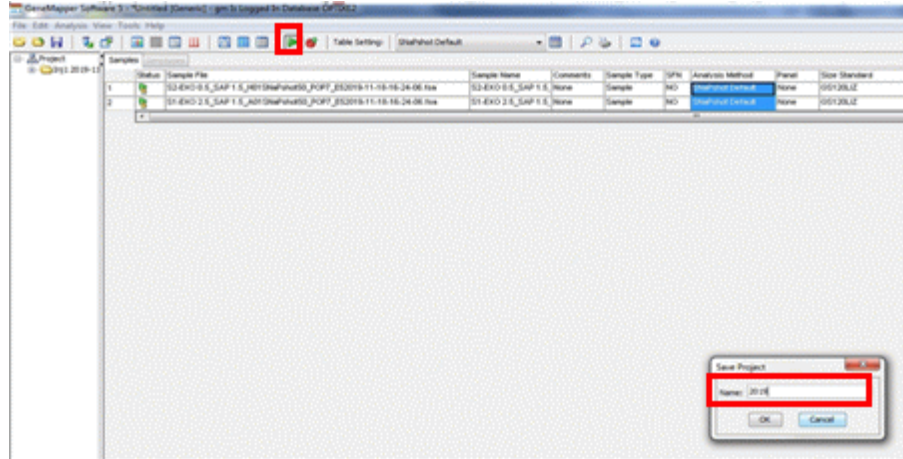 GeneMapper Software 5 - *Untitled [Generic] - gm Is Logged In Database
File Edit Analysis View Tools Help
Table Setting: SNaPshot Default
Project
Samples
Status Sample File Sample Name Comments Sample Type SFN Analysis Method Panel Size Standard
1 None Sample NO SNaPshot Default None GS120LIZ
2 None Sample NO SNaPshot Default None GS120LIZ
Save Project
Name: 2019
OK Cancel